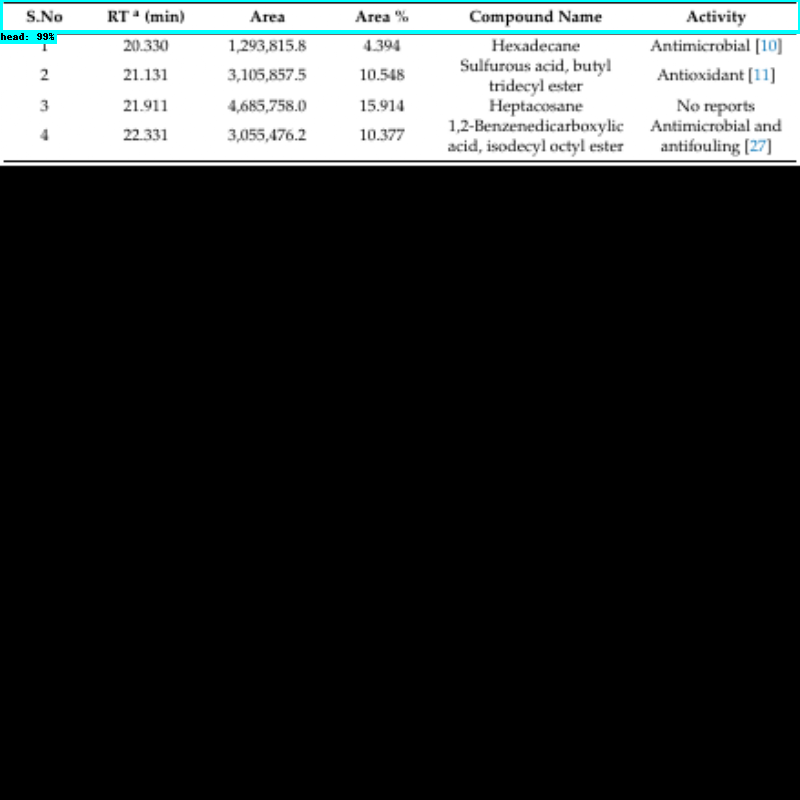 S.No RT ª (min) Area Area % Compound Name Activity
head: 99%
1 20.330 1,293,815.8 4.394 Hexadecane Antimicrobial [10]
2 21.131 3,105,857.5 10.548 Sulfurous acid, butyl tridecyl ester Antioxidant [11]
3 21.911 4,685,758.0 15.914 Heptacosane No reports
4 22.331 3,055,476.2 10.377 1,2-Benzenedicarboxylic acid, isodecyl octyl ester Antimicrobial and antifouling [27]